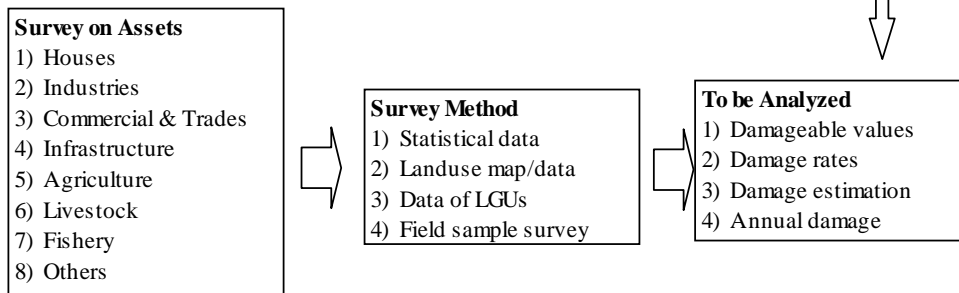 Survey on Assets
1) Houses
2) Industries
3) Commercial & Trades
4) Infrastructure
5) Agriculture
6) Livestock
7) Fishery
8) Others
Survey Method
1) Statistical data
2) Landuse map/data
3) Data of LGUs
4) Field sample survey
To be Analyzed
1) Damageable values
2) Damage rates
3) Damage estimation
4) Annual damage